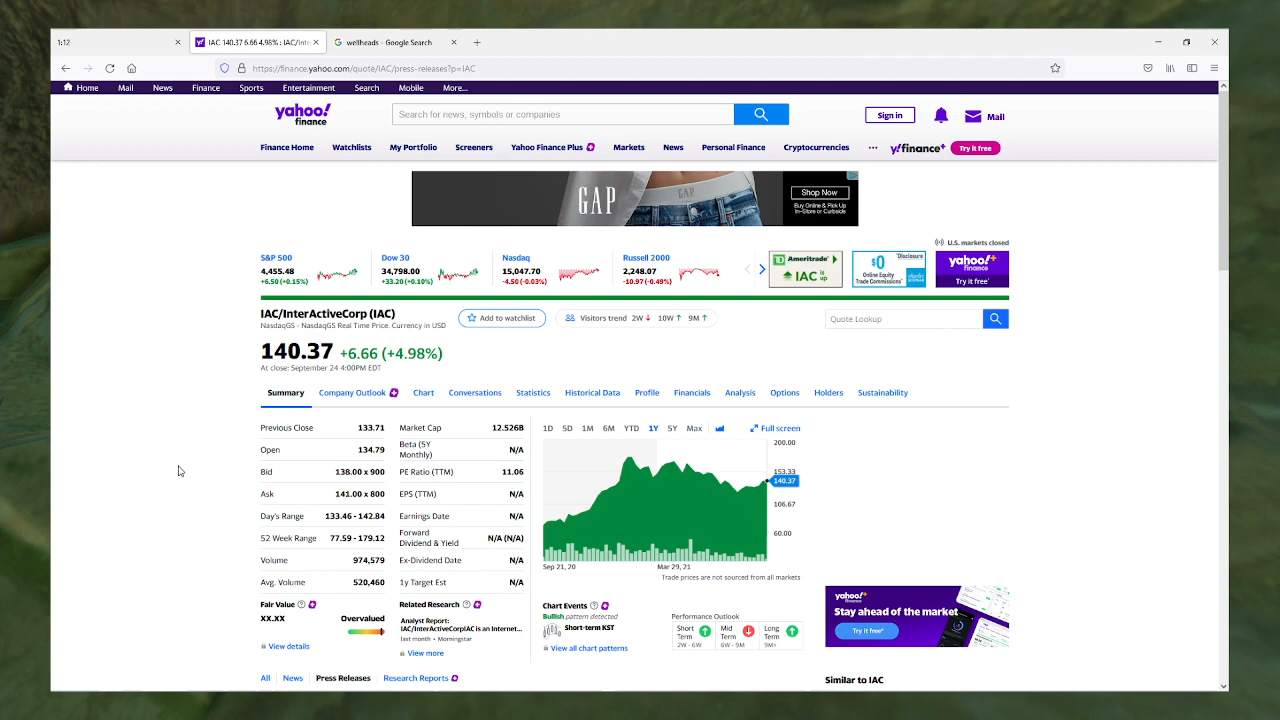 1:12
IAC 140.37 6.66 4.98% : IAC/Inte
wellheads - Google Search
https://finance.yahoo.com/quote/IAC/press-releases?p=IAC
Home Mail News Finance Sports Entertainment Search Mobile More...
yahoo!
finance
Search for news, symbols or companies
Sign in
Mail
Finance Home Watchlists My Portfolio Screeners Yahoo Finance Plus Markets News Personal Finance Cryptocurrencies ... y!finance+ Try it free
GAP
Shop Now
Buy Online & Pick Up
In-Store or Curbside
U.S. markets closed
S&P 500
4,455.48
+6.50 (+0.15%)
Dow 30
34,798.00
+33.20 (+0.10%)
Nasdaq
15,047.70
-4.50 (-0.03%)
Russell 2000
2,248.07
-10.97 (-0.49%)
Ameritrade
IAC is up
Disclosure
$0
Online Equity
Trade Commissions
charles
SCHWAB
yahoo!+
finance
Try it free*
IAC/InterActiveCorp (IAC)
NasdaqGS - NasdaqGS Real Time Price. Currency in USD
Add to watchlist
Visitors trend 2W 10W 9M
Quote Lookup
140.37 +6.66 (+4.98%)
At close: September 24 4:00PM EDT
Summary Company Outlook Chart Conversations Statistics Historical Data Profile Financials Analysis Options Holders Sustainability
Previous Close 133.71
Open 134.79
Bid 138.00 x 900
Ask 141.00 x 800
Day's Range 133.46 - 142.84
52 Week Range 77.59 - 179.12
Volume 974,579
Avg. Volume 520,460
Market Cap 12.526B
Beta (5Y
Monthly) N/A
PE Ratio (TTM) 11.06
EPS (TTM) N/A
Earnings Date N/A
Forward
Dividend & Yield N/A (N/A)
Ex-Dividend Date N/A
1y Target Est N/A
1D 5D 1M 6M YTD 1Y 5Y Max
Full screen
200.00
153.33
140.37
106.67
60.00
Sep 21, 20
Mar 29, 21
Trade prices are not sourced from all markets
Fair Value
XX.XX
Overvalued
View details
Related Research
Analyst Report:
IAC/InterActiveCorpIAC is an Internet...
last month • Morningstar
View more
Chart Events
Bullish pattern detected
Short-term KST
View all chart patterns
Performance Outlook
Short
Term
2W - 6W
Mid
Term
6W - 9M
Long
Term
9M+
yahoo!+
finance
Stay ahead of the market
Try it free*
All News Press Releases Research Reports
Similar to IAC